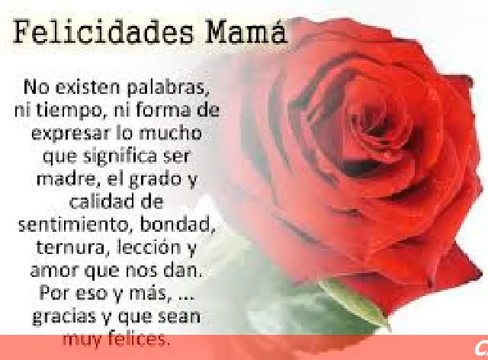 Felicidades Mamá
No existen palabras,
ni tiempo, ni forma de
expresar lo mucho
que significa ser
madre, el grado y
calidad de
sentimiento, bondad,
ternura, lección y
amor que nos dan.
Por eso y más, ...
gracias y que sean
muy felices.